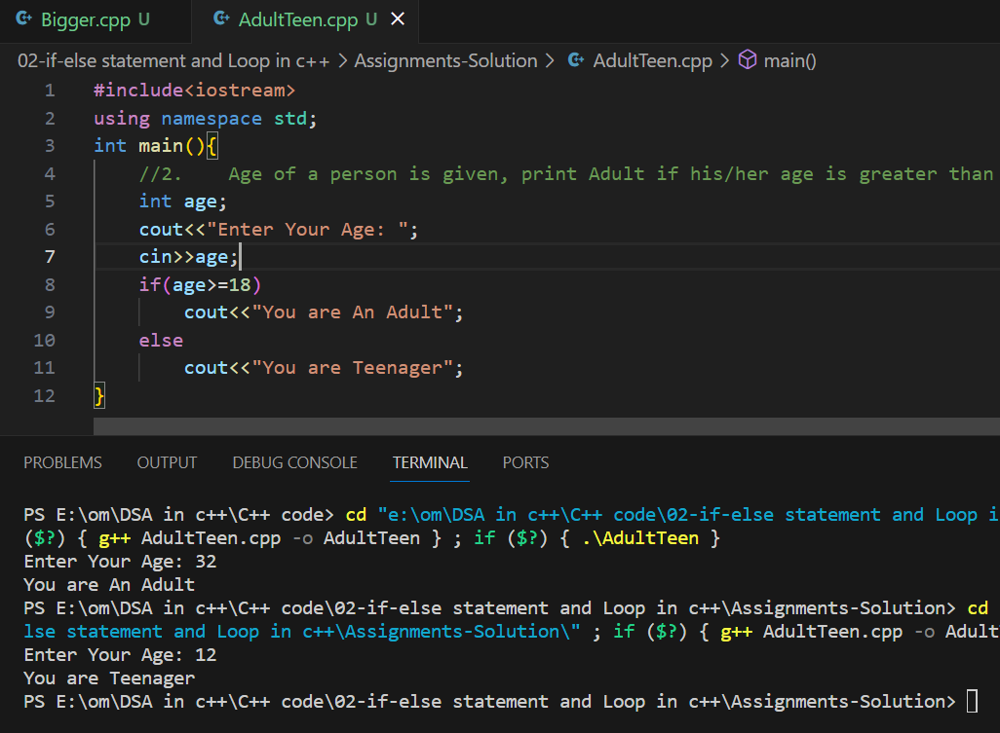 Bigger.cpp U AdultTeen.cpp U ×
02-if-else statement and Loop in c++ > Assignments-Solution > AdultTeen.cpp > main()
1 #include<iostream>
2 using namespace std;
3 int main(){
4 //2. Age of a person is given, print Adult if his/her age is greater than
5 int age;
6 cout<<"Enter Your Age: ";
7 cin>>age;
8 if(age>=18)
9 cout<<"You are An Adult";
10 else
11 cout<<"You are Teenager";
12 }
PROBLEMS OUTPUT DEBUG CONSOLE TERMINAL PORTS
PS E:\om\DSA in c++\C++ code> cd "e:\om\DSA in c++\C++ code\02-if-else statement and Loop i
($?) { g++ AdultTeen.cpp -o AdultTeen } ; if ($?) { .\AdultTeen }
Enter Your Age: 32
You are An Adult
PS E:\om\DSA in c++\C++ code\02-if-else statement and Loop in c++\Assignments-Solution> cd
lse statement and Loop in c++\Assignments-Solution\" ; if ($?) { g++ AdultTeen.cpp -o Adult
Enter Your Age: 12
You are Teenager
PS E:\om\DSA in c++\C++ code\02-if-else statement and Loop in c++\Assignments-Solution>